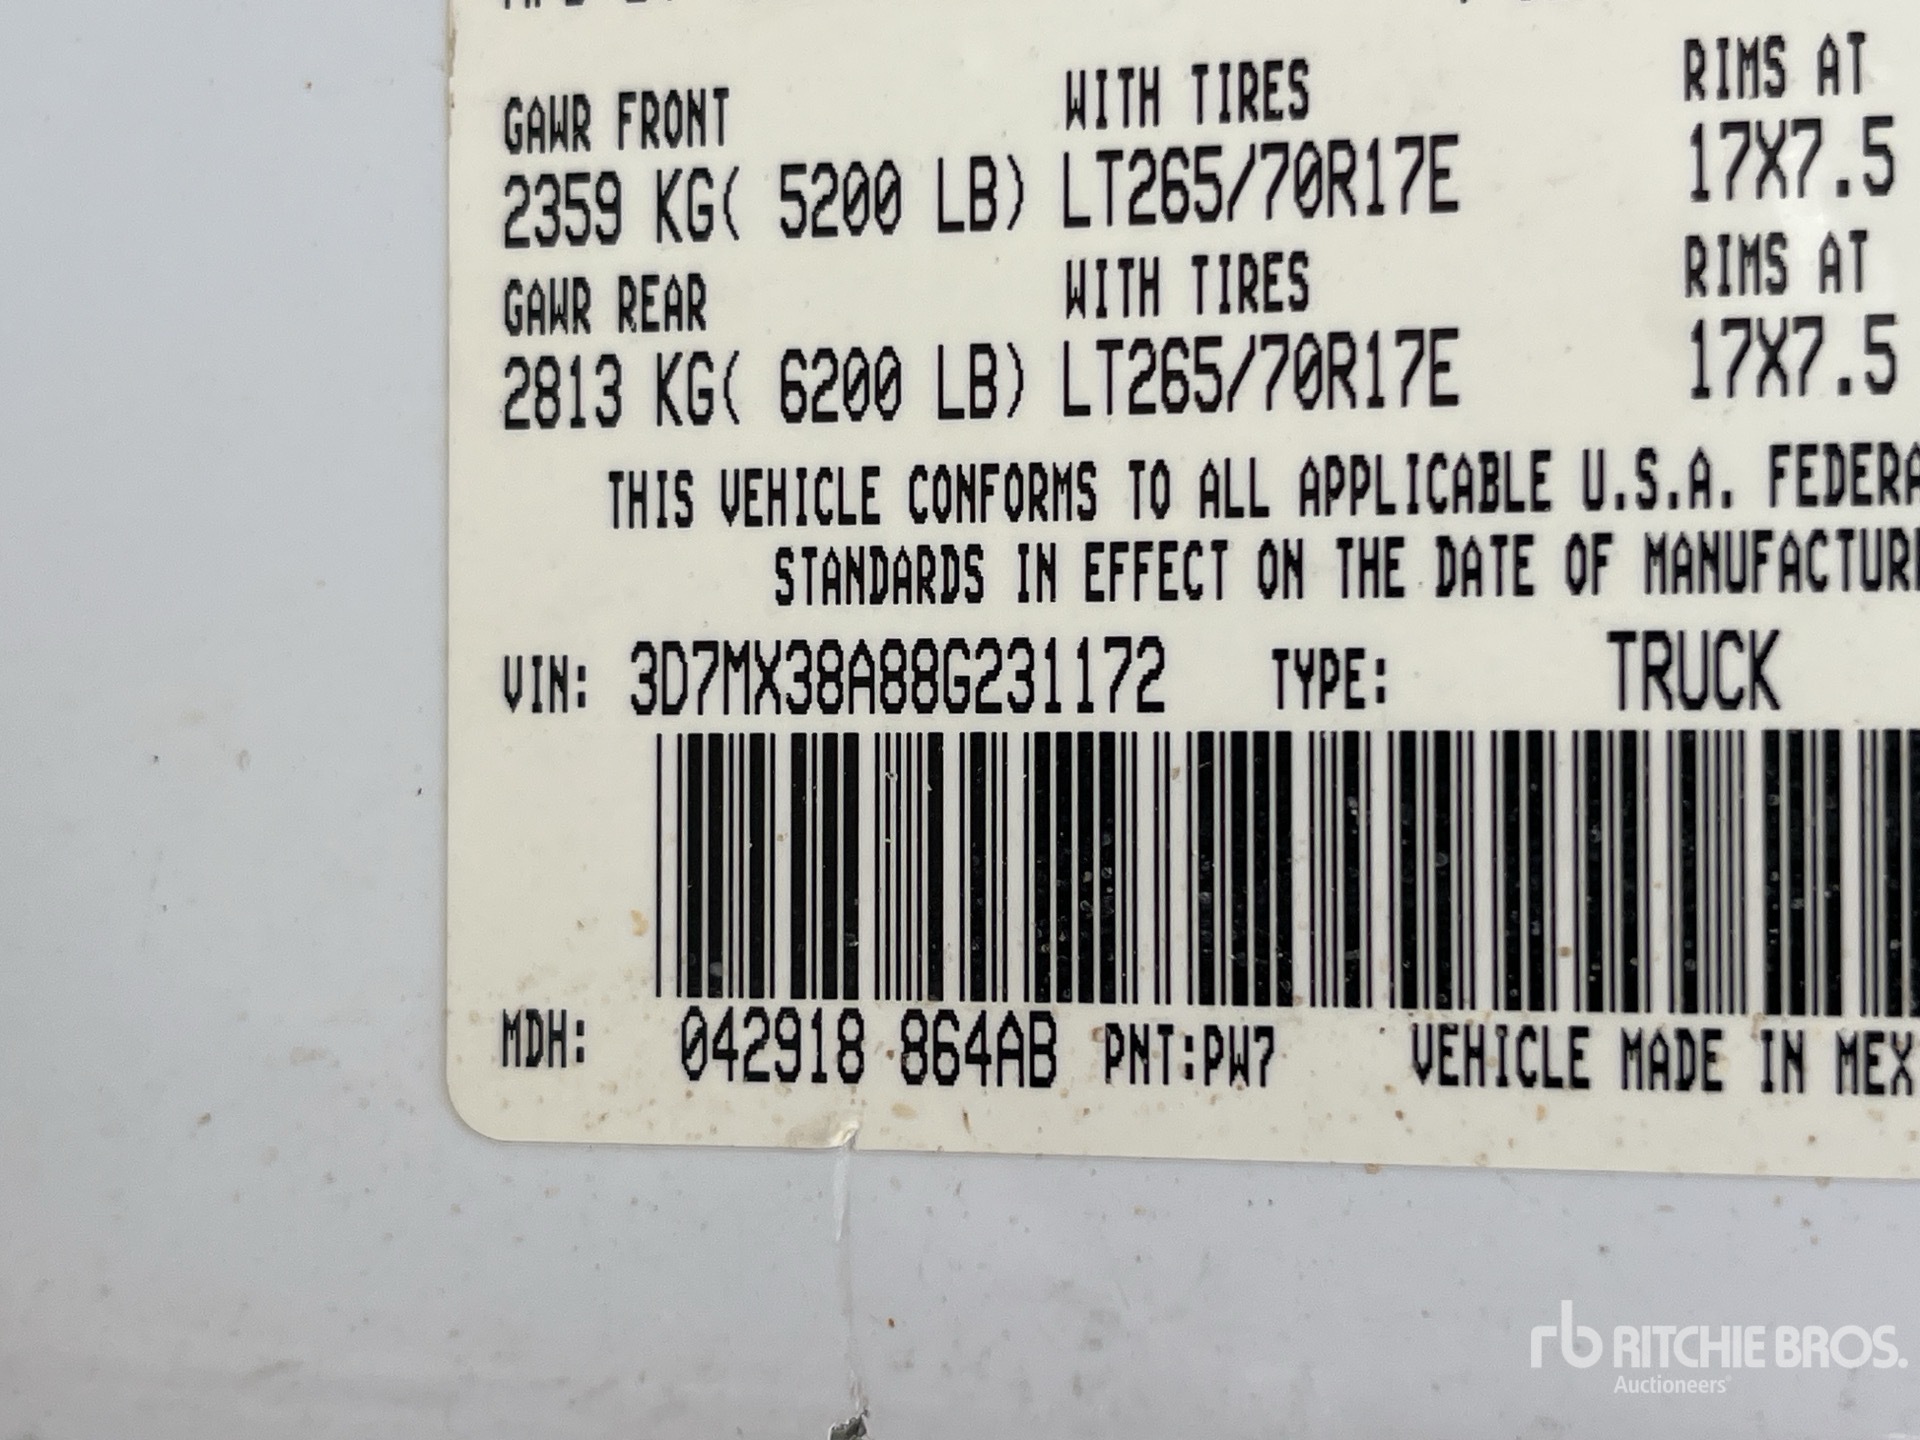 GAWR FRONT WITH TIRES RIMS AT
2359 KG( 5200 LB) LT265/70R17E 17X7.5
GAWR REAR WITH TIRES RIMS AT
2813 KG( 6200 LB) LT265/70R17E 17X7.5
THIS VEHICLE CONFORMS TO ALL APPLICABLE U.S.A. FEDERA
STANDARDS IN EFFECT ON THE DATE OF MANUFACTUR
VIN: 3D7MX38A88G231172 TYPE: TRUCK
MDH: 042918 864AB PNT:PW7 VEHICLE MADE IN MEX
rb RITCHIE BROS.
Auctioneers